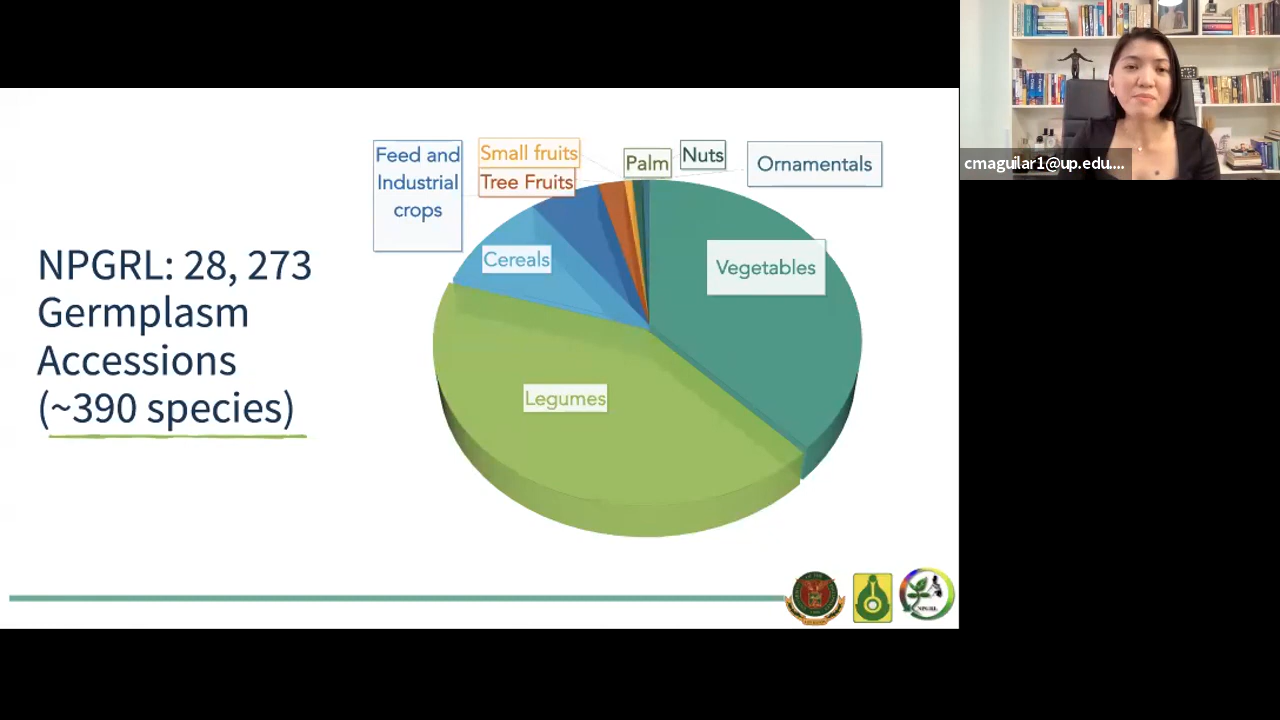 NPGRL: 28, 273
Germplasm
Accessions
(~390 species)
Feed and
Industrial
crops
Small fruits
Tree Fruits
Palm
Nuts
Ornamentals
Cereals
Vegetables
Legumes
NPGRL
cmaguilar1@up.edu....